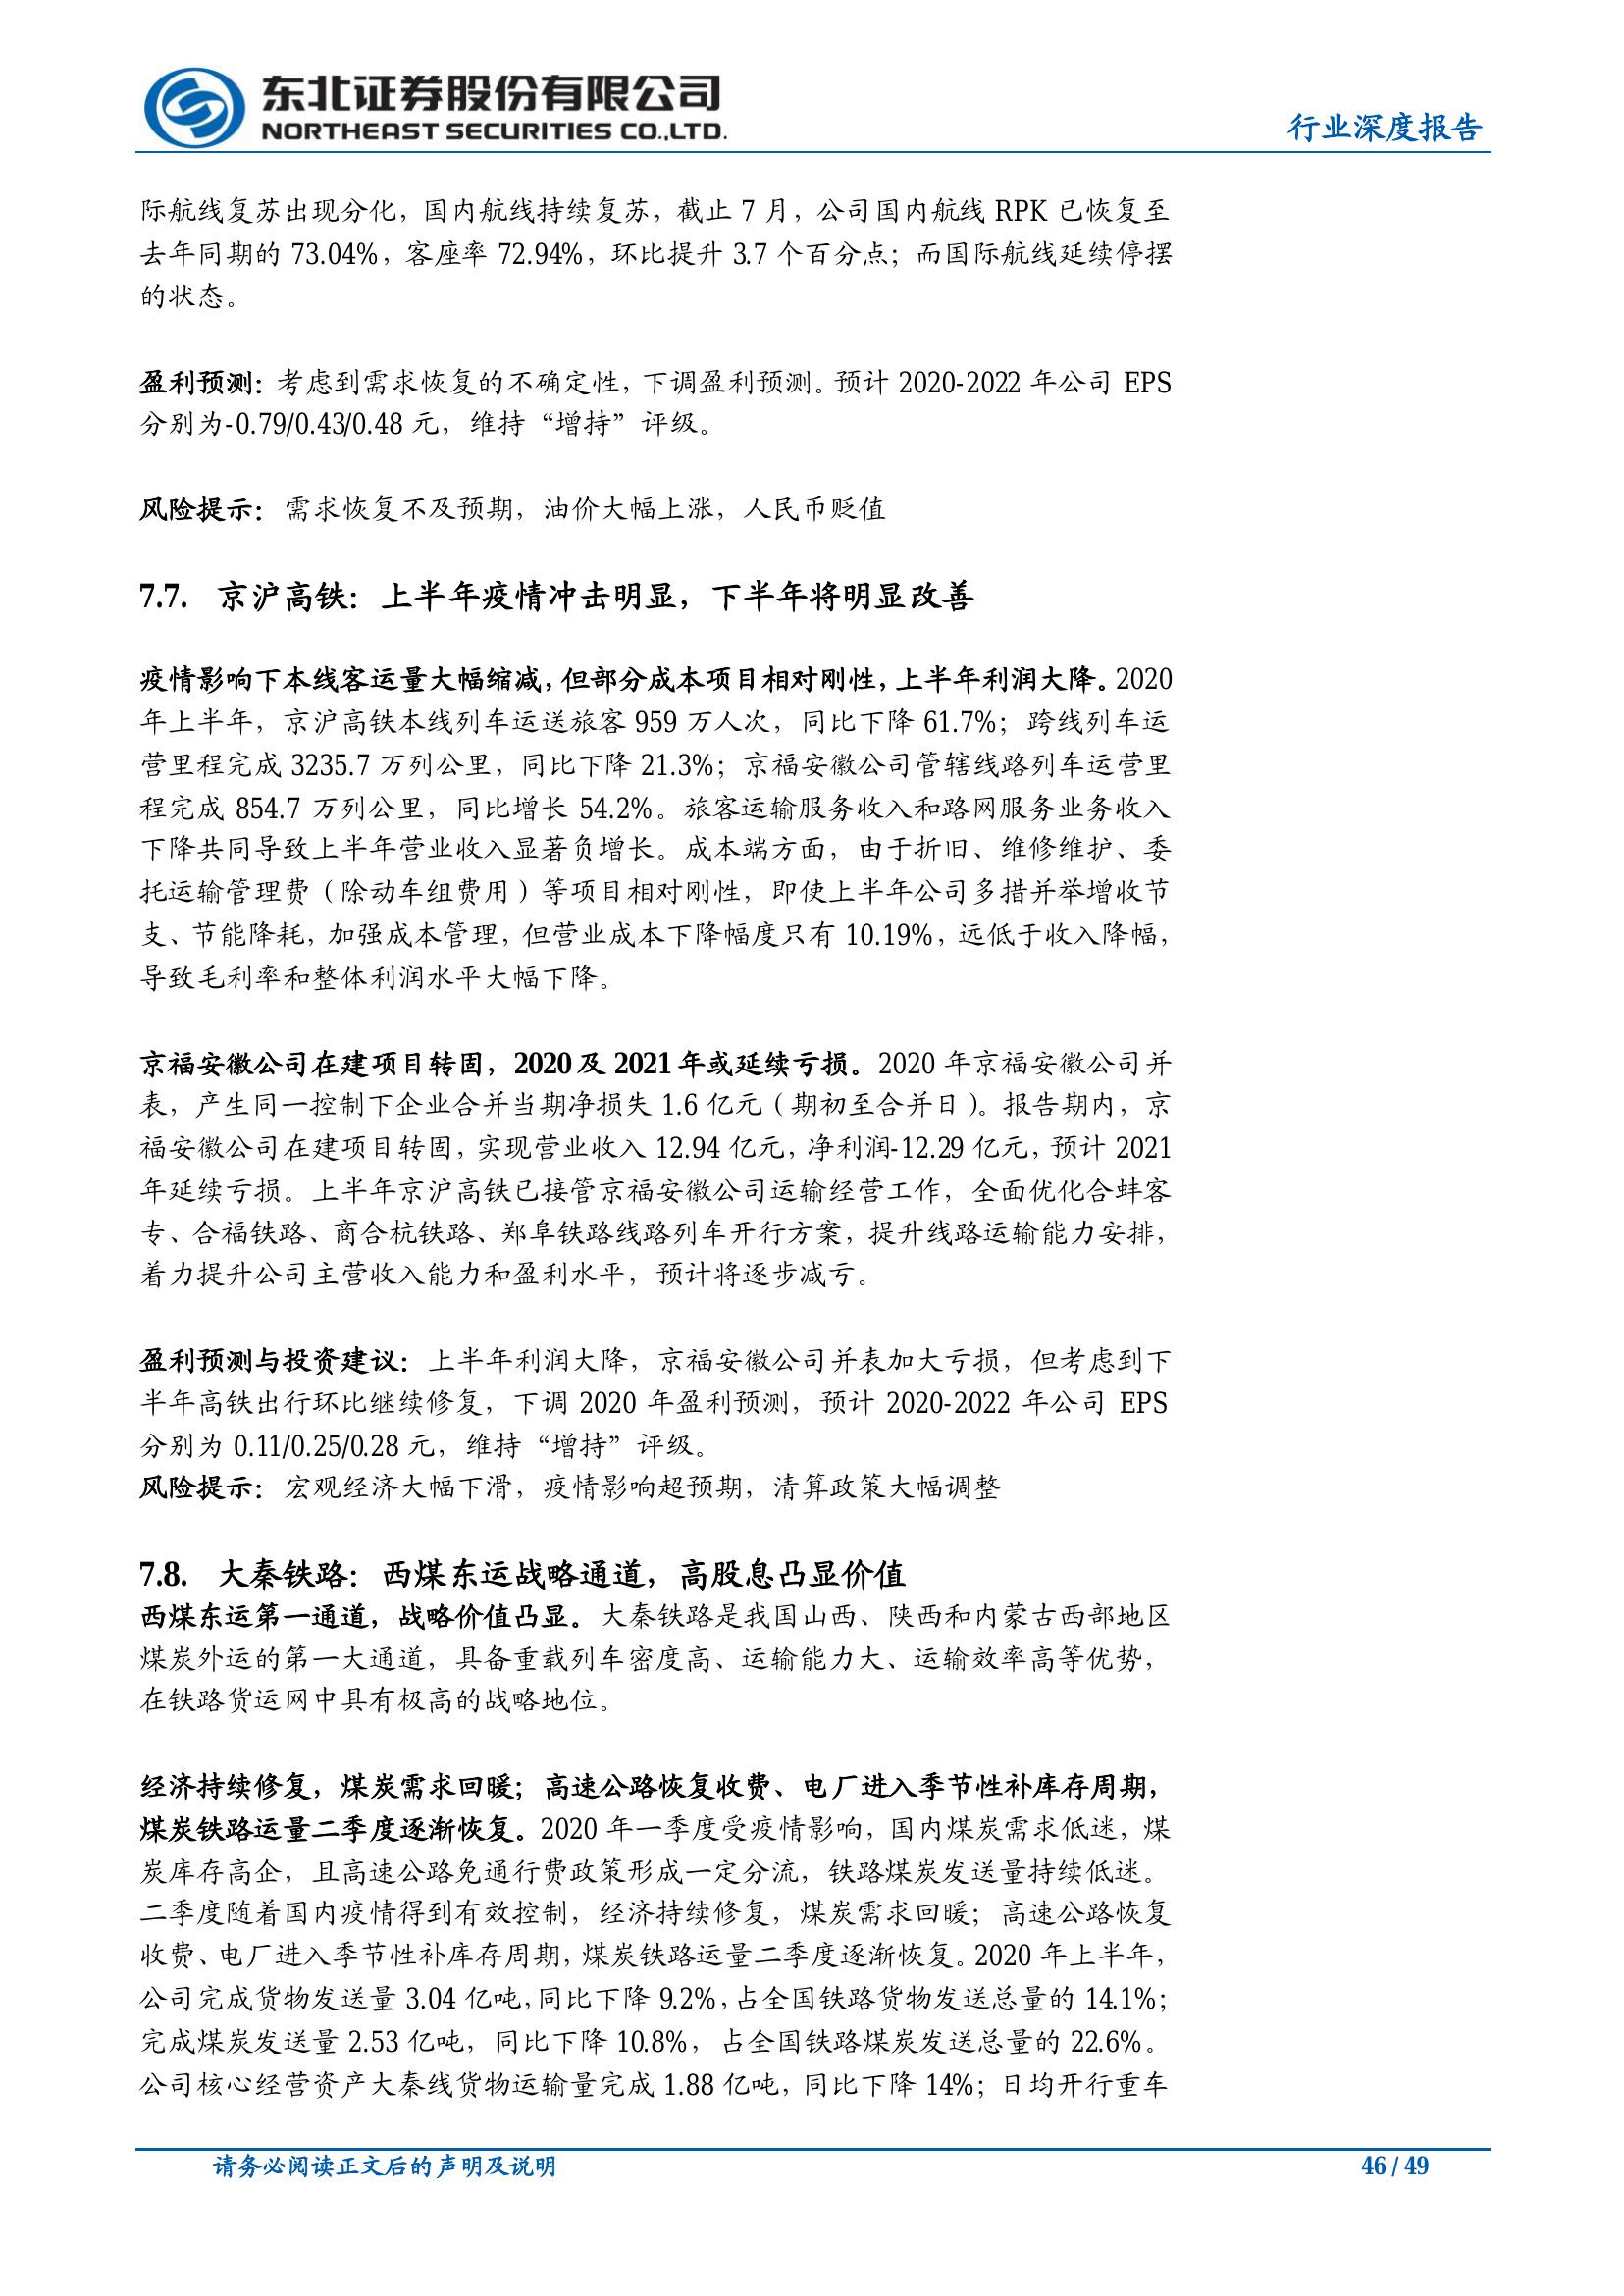 东北证券股份有限公司
NORTHEAST SECURITIES CO.,LTD.
行业深度报告
际航线复苏出现分化，国内航线持续复苏，截止 7 月，公司国内航线 RPK 已恢复至
去年同期的 73.04%，客座率 72.94%，环比提升 3.7 个百分点；而国际航线延续停摆
的状态。
盈利预测：考虑到需求恢复的不确定性，下调盈利预测。预计 2020-2022 年公司 EPS
分别为-0.79/0.43/0.48 元，维持“增持”评级。
风险提示：需求恢复不及预期，油价大幅上涨，人民币贬值
7.7. 京沪高铁：上半年疫情冲击明显，下半年将明显改善
疫情影响下本线客运量大幅缩减，但部分成本项目相对刚性，上半年利润大降。2020
年上半年，京沪高铁本线列车运送旅客 959 万人次，同比下降 61.7%；跨线列车运
营里程完成 3235.7 万列公里，同比下降 21.3%；京福安徽公司管辖线路列车运营里
程完成 854.7 万列公里，同比增长 54.2%。旅客运输服务收入和路网服务业务收入
下降共同导致上半年营业收入显著负增长。成本端方面，由于折旧、维修维护、委
托运输管理费（除动车组费用）等项目相对刚性，即使上半年公司多措并举增收节
支、节能降耗，加强成本管理，但营业成本下降幅度只有 10.19%，远低于收入降幅，
导致毛利率和整体利润水平大幅下降。
京福安徽公司在建项目转固，2020 及 2021 年或延续亏损。2020 年京福安徽公司并
表，产生同一控制下企业合并当期净损失 1.6 亿元（期初至合并日）。报告期内，京
福安徽公司在建项目转固，实现营业收入 12.94 亿元，净利润-12.29 亿元，预计 2021
年延续亏损。上半年京沪高铁已接管京福安徽公司运输经营工作，全面优化合蚌客
专、合福铁路、商合杭铁路、郑阜铁路线路列车开行方案，提升线路运输能力安排，
着力提升公司主营收入能力和盈利水平，预计将逐步减亏。
盈利预测与投资建议：上半年利润大降，京福安徽公司并表加大亏损，但考虑到下
半年高铁出行环比继续修复，下调 2020 年盈利预测，预计 2020-2022 年公司 EPS
分别为 0.11/0.25/0.28 元，维持“增持”评级。
风险提示：宏观经济大幅下滑，疫情影响超预期，清算政策大幅调整
7.8. 大秦铁路：西煤东运战略通道，高股息凸显价值
西煤东运第一通道，战略价值凸显。大秦铁路是我国山西、陕西和内蒙古西部地区
煤炭外运的第一大通道，具备重载列车密度高、运输能力大、运输效率高等优势，
在铁路货运网中具有极高的战略地位。
经济持续修复，煤炭需求回暖；高速公路恢复收费、电厂进入季节性补库存周期，
煤炭铁路运量二季度逐渐恢复。2020 年一季度受疫情影响，国内煤炭需求低迷，煤
炭库存高企，且高速公路免通行费政策形成一定分流，铁路煤炭发送量持续低迷。
二季度随着国内疫情得到有效控制，经济持续修复，煤炭需求回暖；高速公路恢复
收费、电厂进入季节性补库存周期，煤炭铁路运量二季度逐渐恢复。2020 年上半年，
公司完成货物发送量 3.04 亿吨，同比下降 9.2%，占全国铁路货物发送总量的 14.1%；
完成煤炭发送量 2.53 亿吨，同比下降 10.8%，占全国铁路煤炭发送总量的 22.6%。
公司核心经营资产大秦线货物运输量完成 1.88 亿吨，同比下降 14%；日均开行重车
请务必阅读正文后的声明及说明
46 / 49